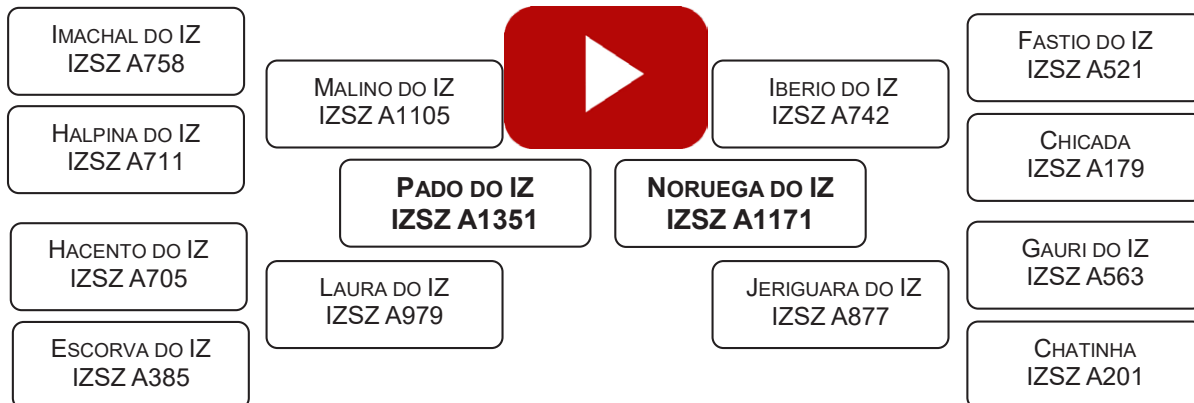 IMACHAL DO IZ
IZSZ A758
HALPINA DO IZ
IZSZ A711
HACENTO DO IZ
IZSZ A705
ESCORVA DO IZ
IZSZ A385
MALINO DO IZ
IZSZ A1105
LAURA DO IZ
IZSZ A979
PADO DO IZ
IZSZ A1351
NORUEGA DO IZ
IZSZ A1171
IBERIO DO IZ
IZSZ A742
JERIGUARA DO IZ
IZSZ A877
FASTIO DO IZ
IZSZ A521
CHICADA
IZSZ A179
GAURI DO IZ
IZSZ A563
CHATINHA
IZSZ A201